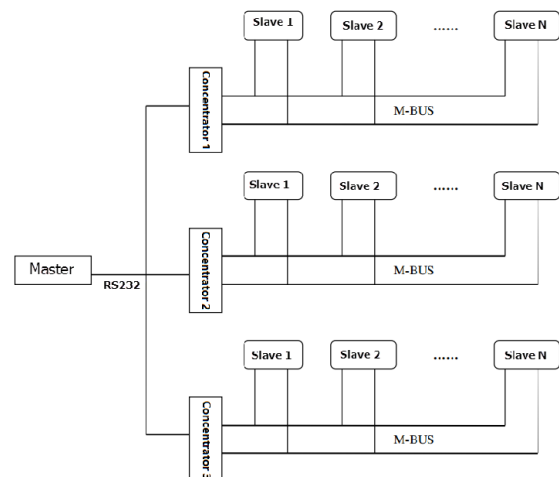 Slave 1
Slave 2
......
Slave N
Concentrator 1
M-BUS
Slave 1
Slave 2
......
Slave N
Master
RS232
Concentrator 2
M-BUS
Slave 1
Slave 2
......
Slave N
Concentrator
M-BUS